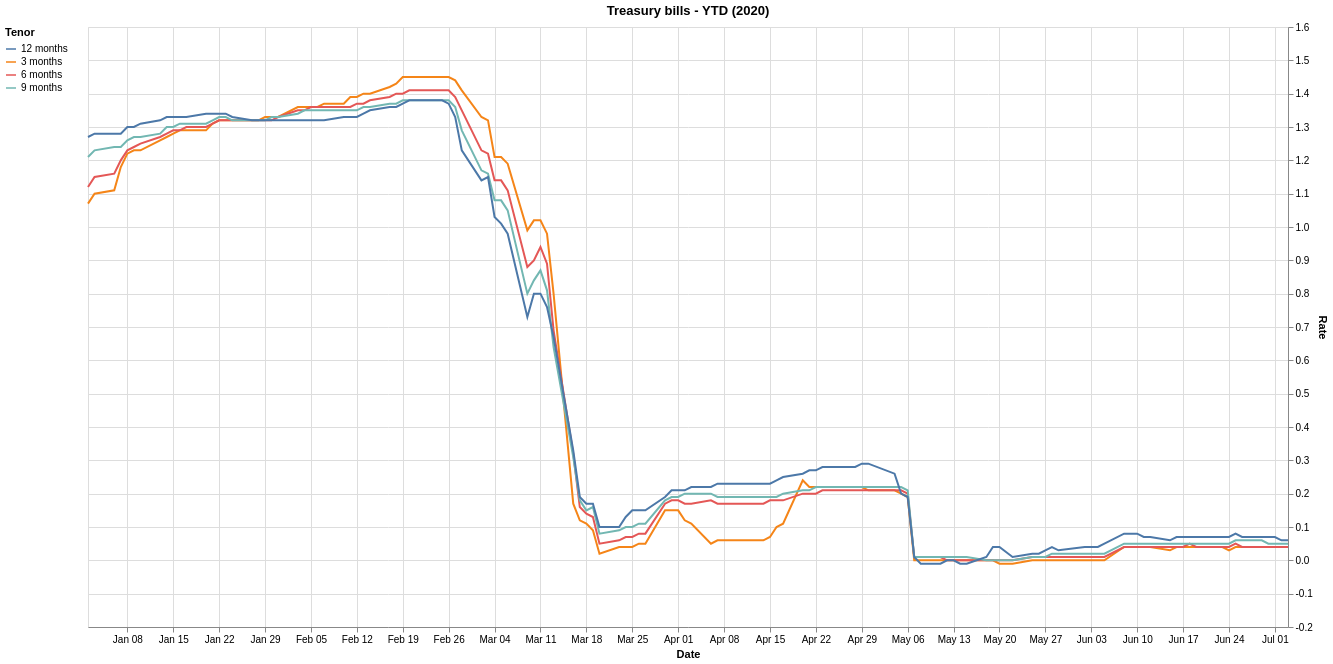 Treasury bills - YTD (2020)
Tenor
12 months
3 months
6 months
9 months
1.6
1.5
1.4
1.3
1.2
1.1
1.0
0.9
0.8
0.7
0.6
0.5
0.4
0.3
0.2
0.1
0.0
-0.1
-0.2
Rate
Jan 08 Jan 15 Jan 22 Jan 29 Feb 05 Feb 12 Feb 19 Feb 26 Mar 04 Mar 11 Mar 18 Mar 25 Apr 01 Apr 08 Apr 15 Apr 22 Apr 29 May 06 May 13 May 20 May 27 Jun 03 Jun 10 Jun 17 Jun 24 Jul 01
Date